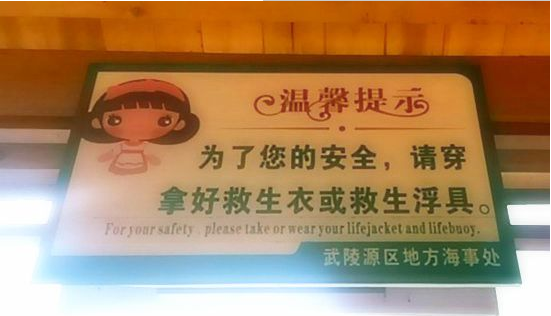 温馨提示
为了您的安全，请穿
拿好救生衣或救生浮具。
For your safety , please take or wear your lifejacket and lifebuoy.
武陵源区地方海事处